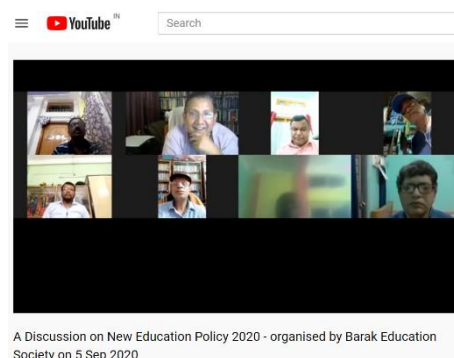 YouTube IN
Search
A Discussion on New Education Policy 2020 - organised by Barak Education
Society on 5 Sep 2020